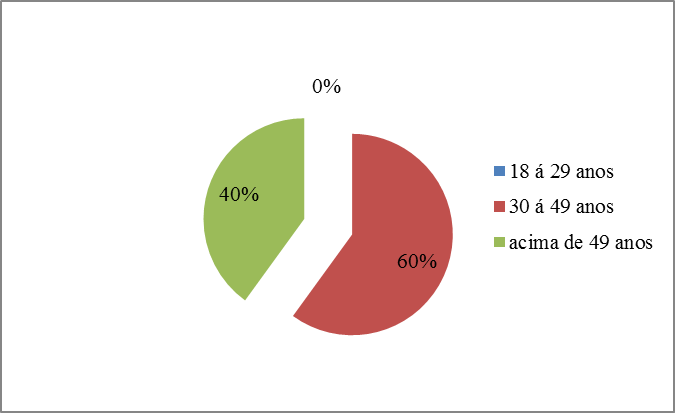 0%
40%
60%
18 á 29 anos
30 á 49 anos
acima de 49 anos